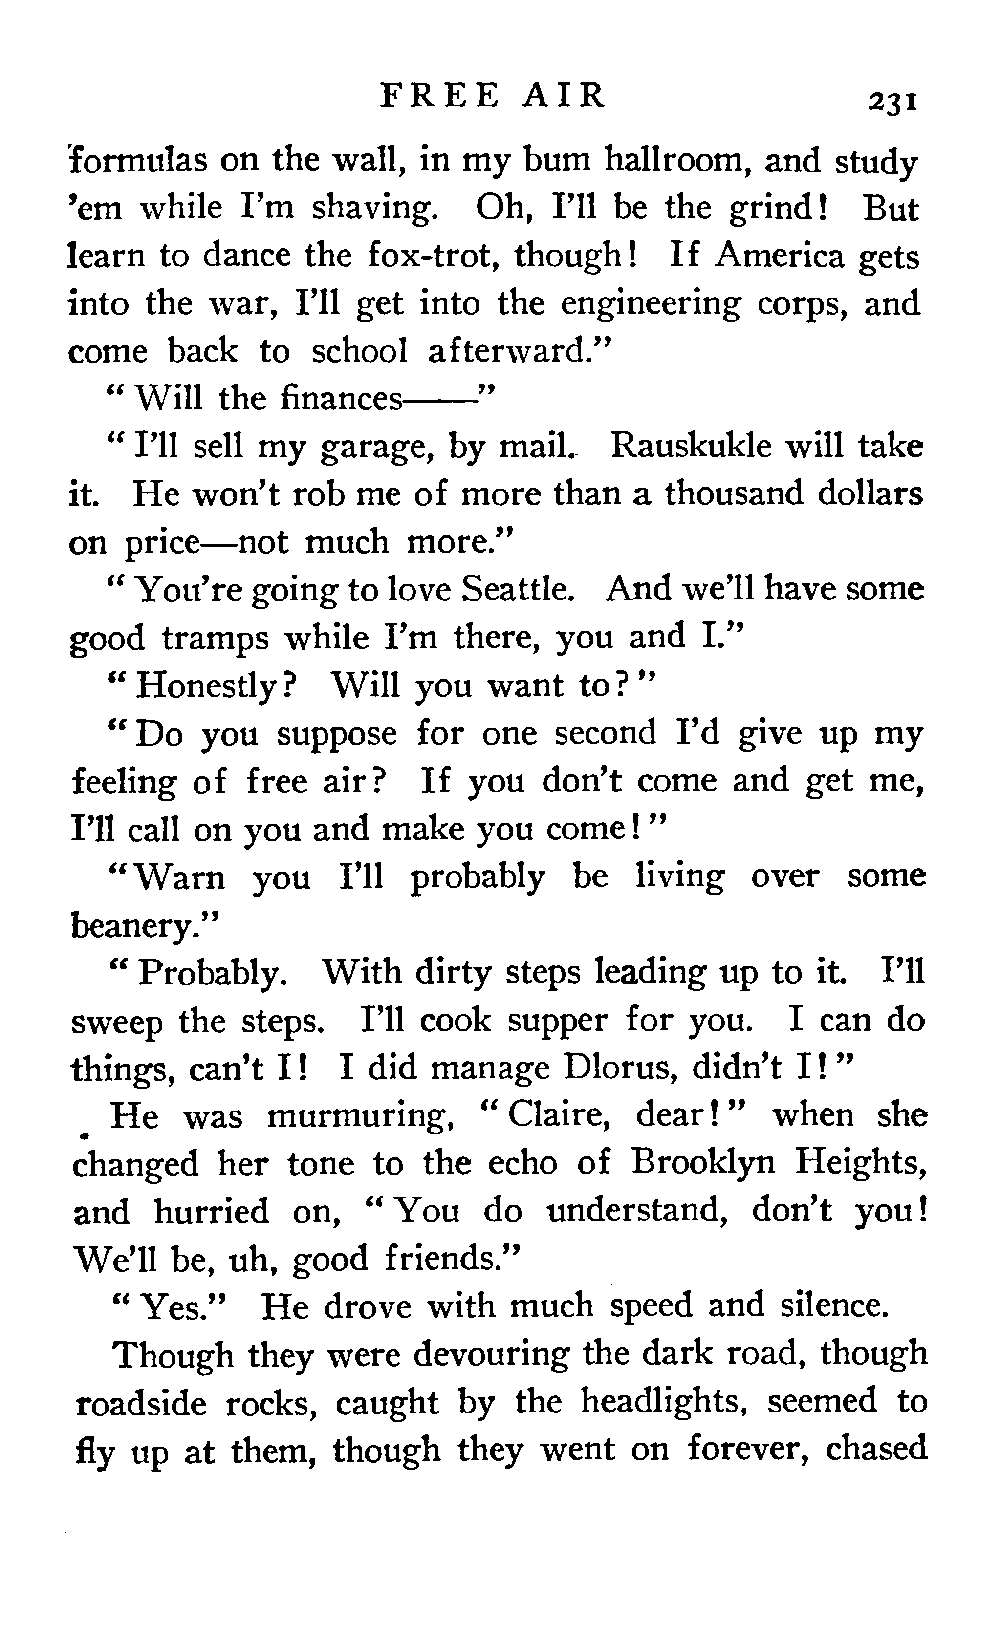 FREE AIR 231
formulas on the wall, in my bum hallroom, and study
'em while I'm shaving. Oh, I'll be the grind! But
learn to dance the fox-trot, though! If America gets
into the war, I'll get into the engineering corps, and
come back to school afterward."
"Will the finances——"
"I'll sell my garage, by mail. Rauskukle will take
it. He won't rob me of more than a thousand dollars
on price—not much more."
"You're going to love Seattle. And we'll have some
good tramps while I'm there, you and I."
"Honestly? Will you want to?"
"Do you suppose for one second I'd give up my
feeling of free air? If you don't come and get me,
I'll call on you and make you come!"
"Warn you I'll probably be living over some
beanery."
"Probably. With dirty steps leading up to it. I'll
sweep the steps. I'll cook supper for you. I can do
things, can't I! I did manage Dlorus, didn't I!"
He was murmuring, "Claire, dear!" when she
changed her tone to the echo of Brooklyn Heights,
and hurried on, "You do understand, don't you!
We'll be, uh, good friends."
"Yes." He drove with much speed and silence.
Though they were devouring the dark road, though
roadside rocks, caught by the headlights, seemed to
fly up at them, though they went on forever, chased